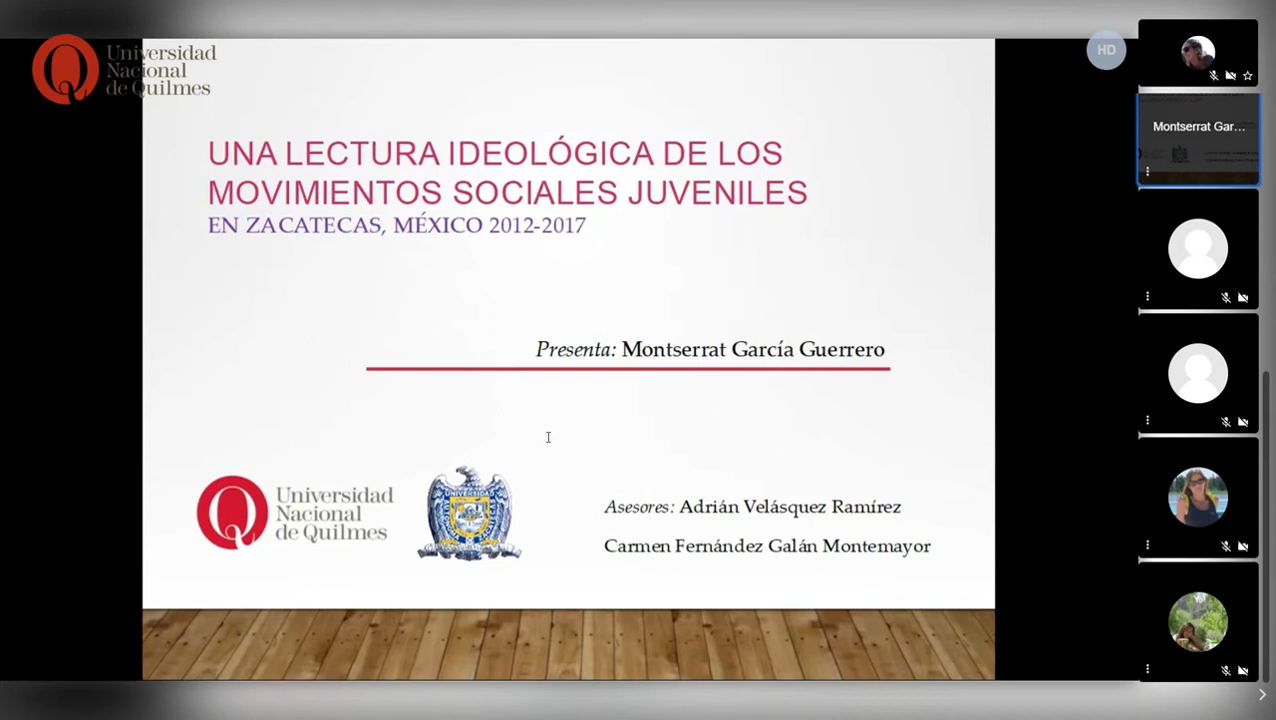 Universidad
Nacional
de Quilmes
HD
UNA LECTURA IDEOLÓGICA DE LOS
MOVIMIENTOS SOCIALES JUVENILES
EN ZACATECAS, MÉXICO 2012-2017
Presenta: Montserrat García Guerrero
Universidad
Nacional
de Quilmes
UNIVERSIDAD
Asesores: Adrián Velásquez Ramírez
Carmen Fernández Galán Montemayor
Montserrat Gar...